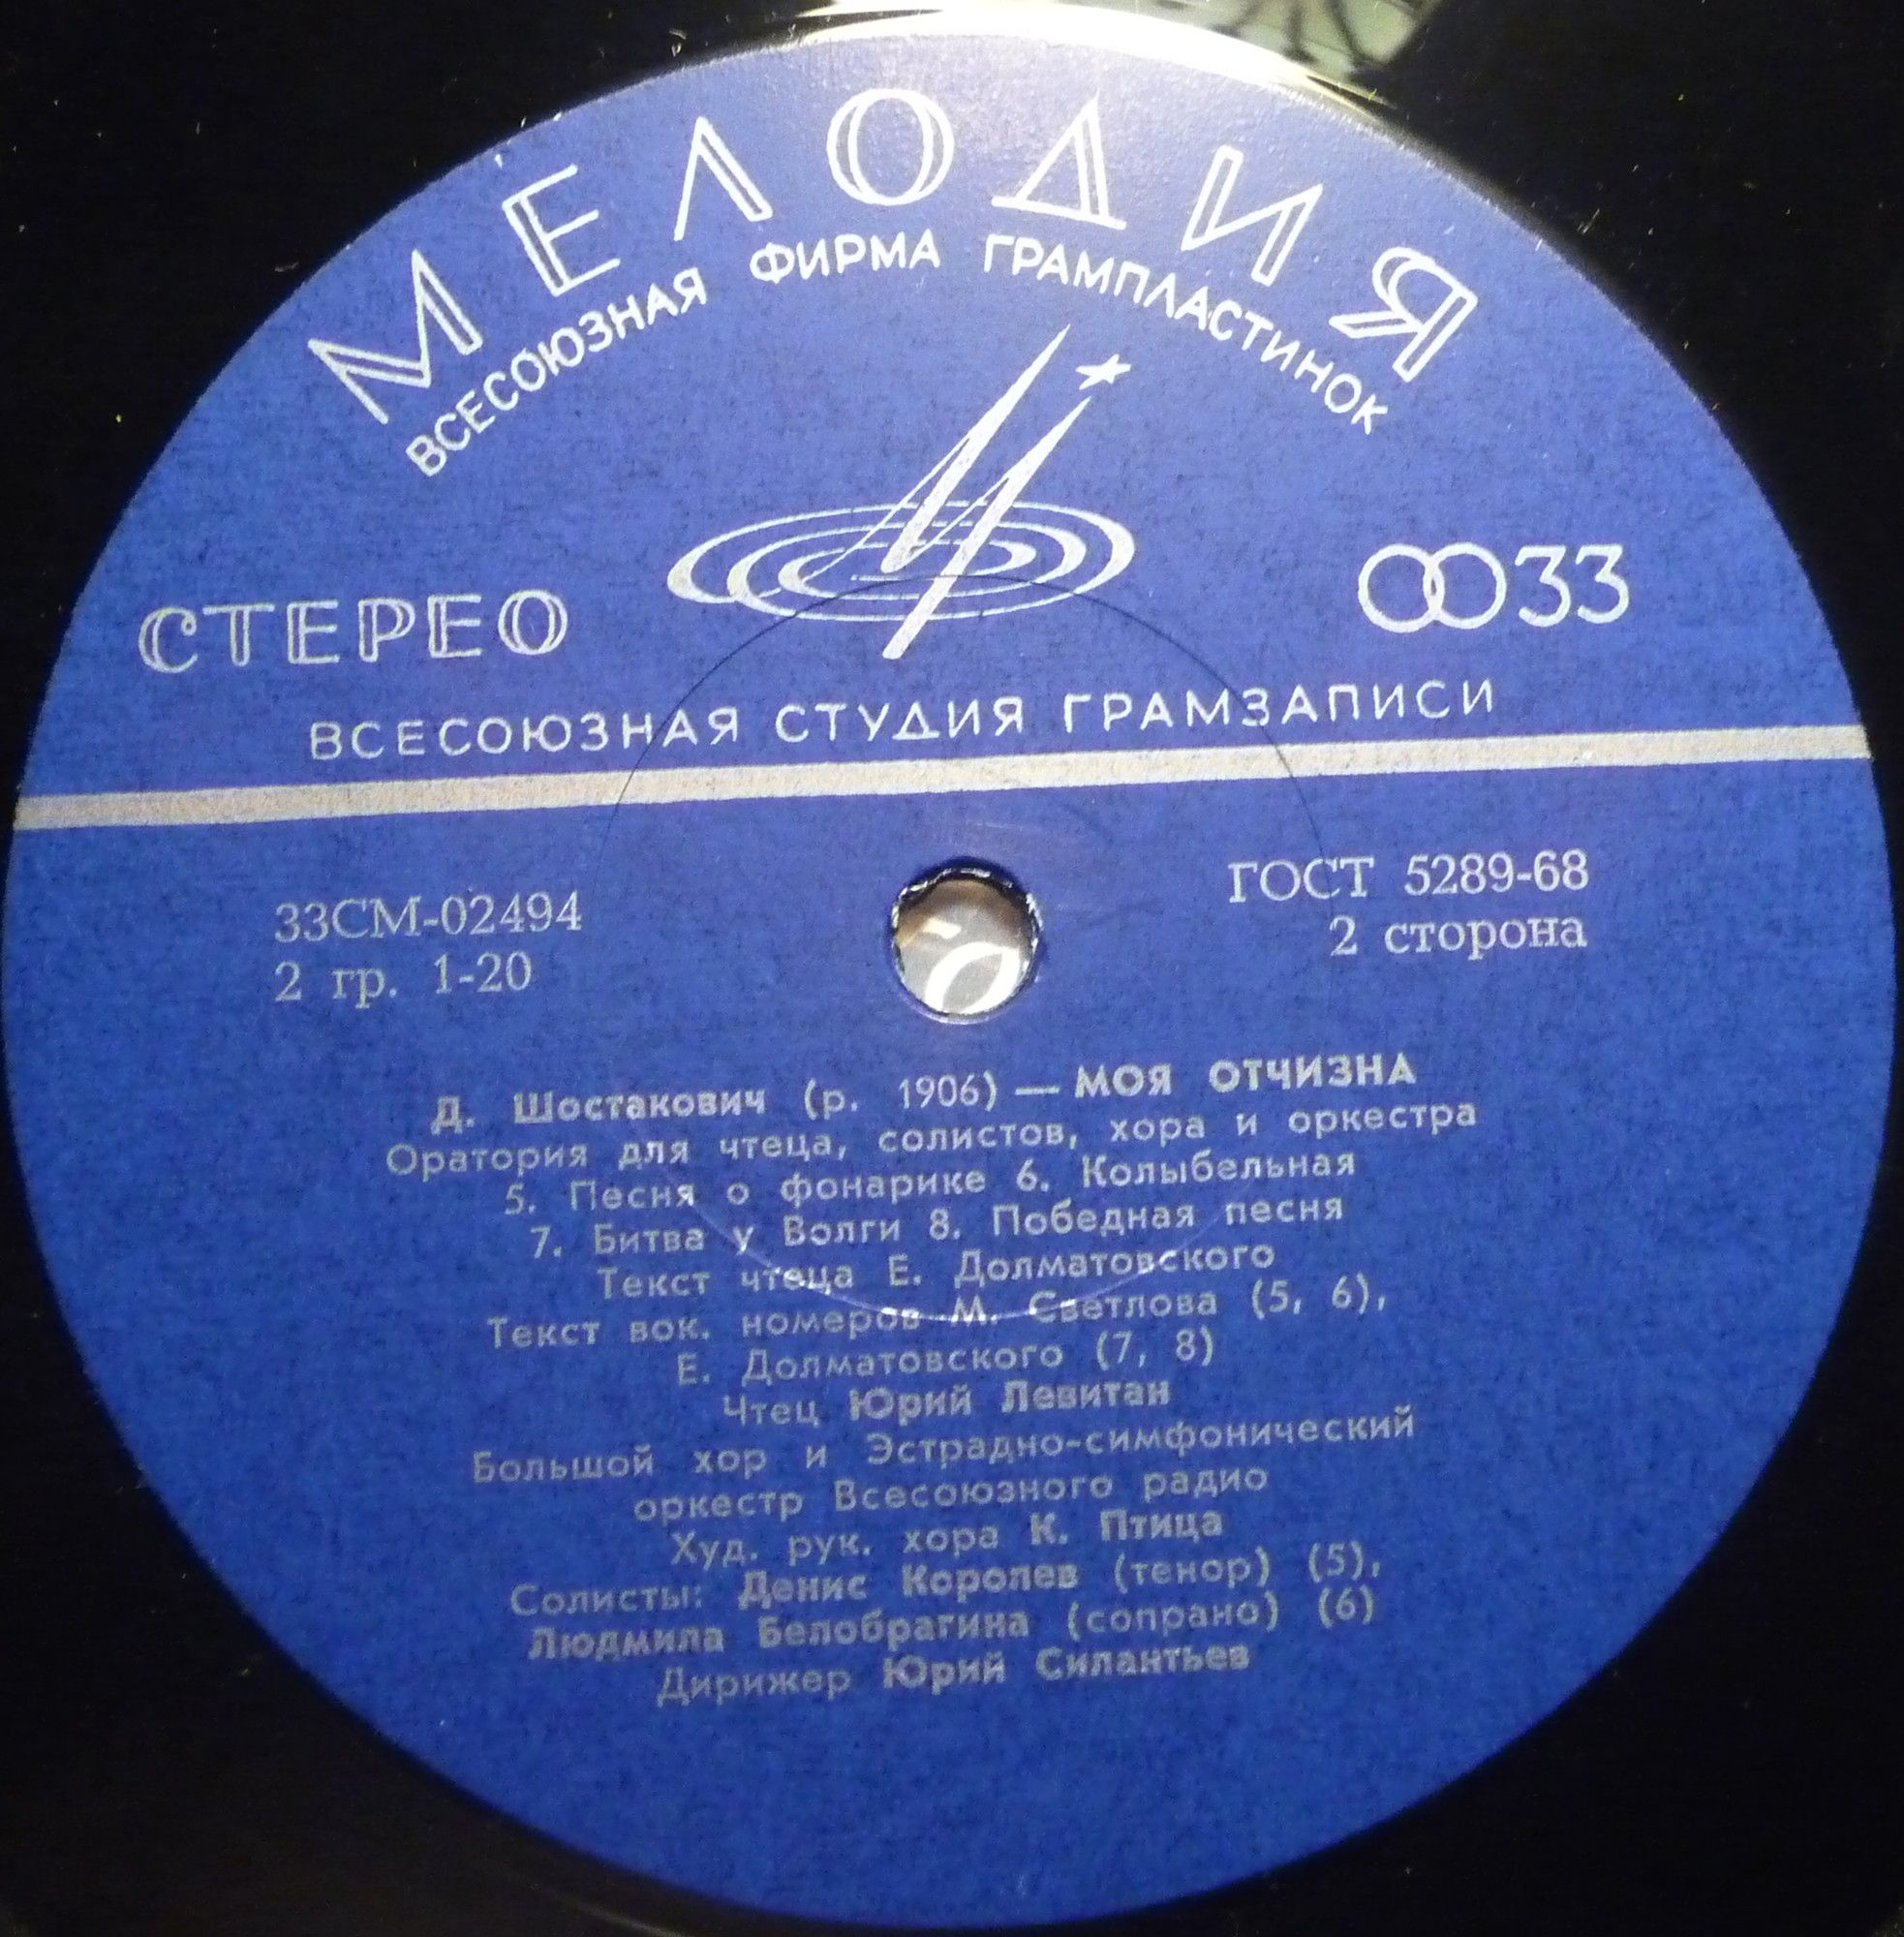 МЕЛОДИЯ
ВСЕСОЮЗНАЯ ФИРМА ГРАМПЛАСТИНОК
СТЕРЕО
33
ВСЕСОЮЗНАЯ СТУДИЯ ГРАМЗАПИСИ
33СМ-02494
2 гр. 1-20
ГОСТ 5289-68
2 сторона
Д. Шостакович (р. 1906) — МОЯ ОТЧИЗНА
Оратория для чтеца, солистов, хора и оркестра
5. Песня о фонарике 6. Колыбельная
7. Битва у Волги 8. Победная песня
Текст чтеца Е. Долматовского
Текст вок. номеров М. Светлова (5, 6),
Е. Долматовского (7, 8)
Чтец Юрий Левитан
Большой хор и Эстрадно-симфонический
оркестр Всесоюзного радио
Худ. рук. хора К. Птица
Солисты: Денис Королев (тенор) (5),
Людмила Белобрагина (сопрано) (6)
Дирижер Юрий Силантьев